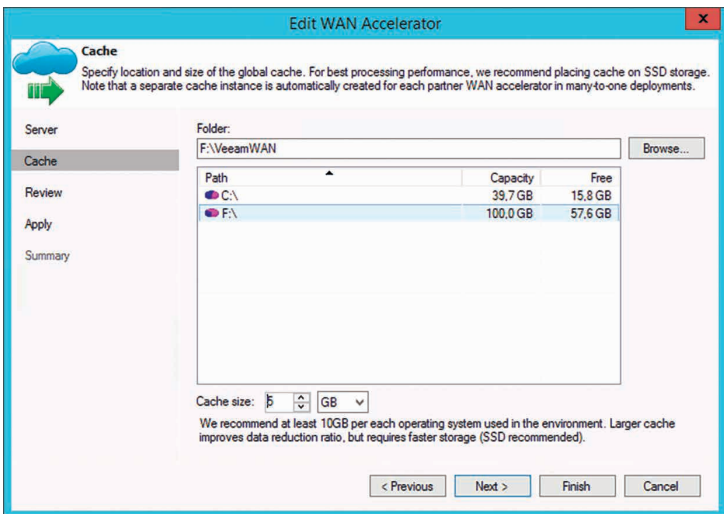 Edit WAN Accelerator
x
Cache
Specify location and size of the global cache. For best processing performance, we recommend placing cache on SSD storage.
Note that a separate cache instance is automatically created for each partner WAN accelerator in many-to-one deployments.
Server
Cache
Review
Apply
Summary
Folder:
F:\VeeamWAN
Browse...
Path Capacity Free
C:\ 39,7 GB 15,8 GB
F:\ 100,0 GB 57,6 GB
Cache size: 5 GB
We recommend at least 10GB per each operating system used in the environment. Larger cache
improves data reduction ratio, but requires faster storage (SSD recommended).
< Previous Next > Finish Cancel